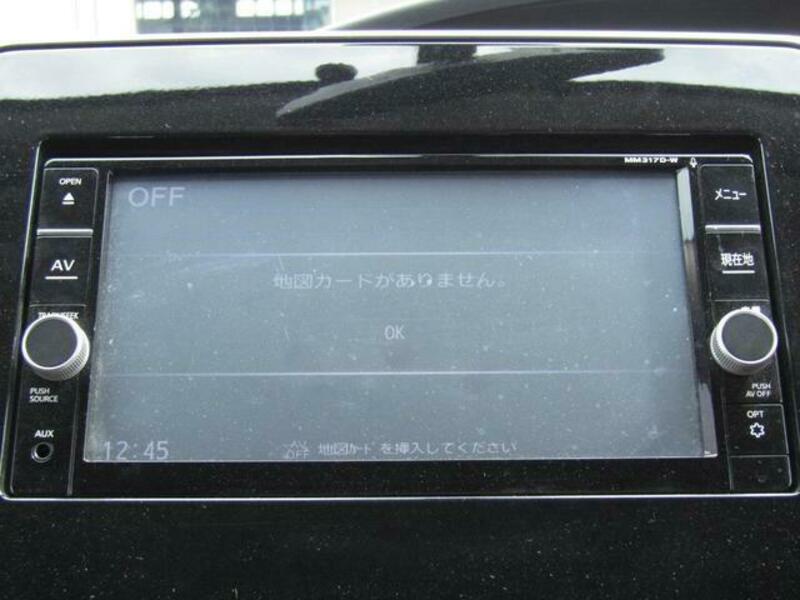 MM317D-W
OPEN
OFF
メニュー
AV
現在地
地図カードがありません。
OK
PUSH
SOURCE
PUSH
AV OFF
AUX
OPT
12:45
OFF
地図カードを挿入してください